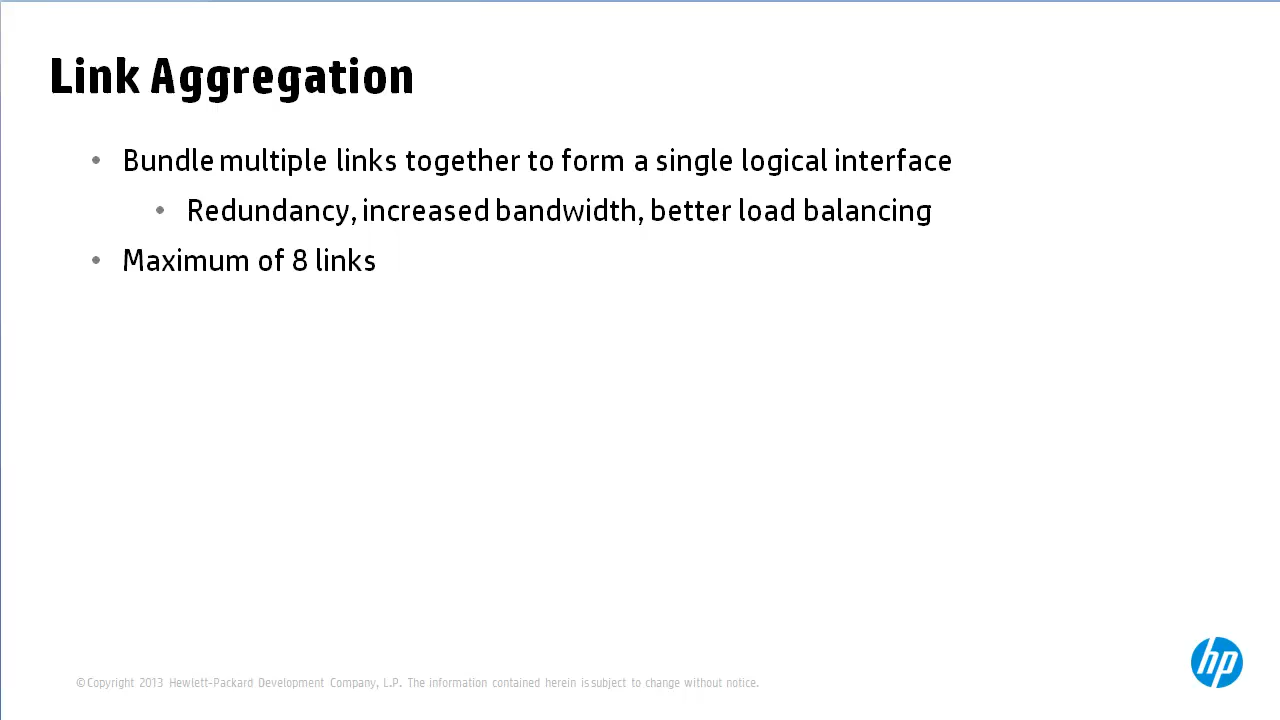 Link Aggregation
• Bundle multiple links together to form a single logical interface
• Redundancy, increased bandwidth, better load balancing
• Maximum of 8 links
hp
© Copyright 2013 Hewlett-Packard Development Company, L.P. The information contained herein is subject to change without notice.